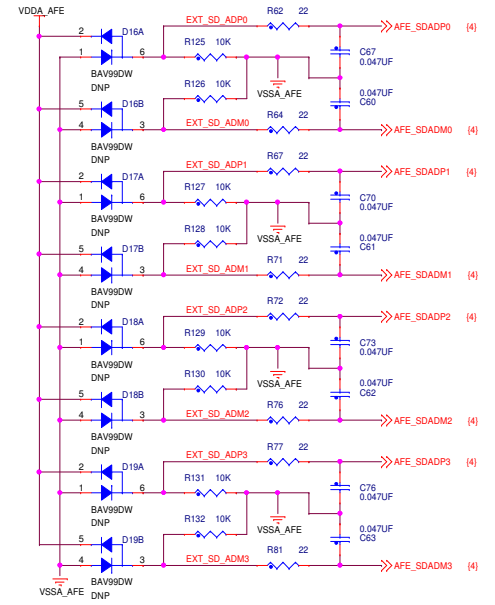 VDDA_AFE
2 D16A EXT_SD_ADP0 R62 22 AFE_SDADP0 {4}
1 6 R125 10K C67
BAV99DW 0.047UF
DNP R126 10K VSSA_AFE
5 D16B 0.047UF
4 3 EXT_SD_ADM0 R64 22 C60 AFE_SDADM0 {4}
BAV99DW
DNP
2 D17A EXT_SD_ADP1 R67 22 AFE_SDADP1 {4}
1 6 R127 10K C70
BAV99DW 0.047UF
DNP R128 10K VSSA_AFE
5 D17B 0.047UF
4 3 EXT_SD_ADM1 R71 22 C61 AFE_SDADM1 {4}
BAV99DW
DNP
2 D18A EXT_SD_ADP2 R72 22 AFE_SDADP2 {4}
1 6 R129 10K C73
BAV99DW 0.047UF
DNP R130 10K VSSA_AFE
5 D18B 0.047UF
4 3 EXT_SD_ADM2 R76 22 C62 AFE_SDADM2 {4}
BAV99DW
DNP
2 D19A EXT_SD_ADP3 R77 22 AFE_SDADP3 {4}
1 6 R131 10K C76
BAV99DW 0.047UF
DNP R132 10K VSSA_AFE
5 D19B 0.047UF
4 3 EXT_SD_ADM3 R81 22 C63 AFE_SDADM3 {4}
BAV99DW
VSSA_AFE DNP